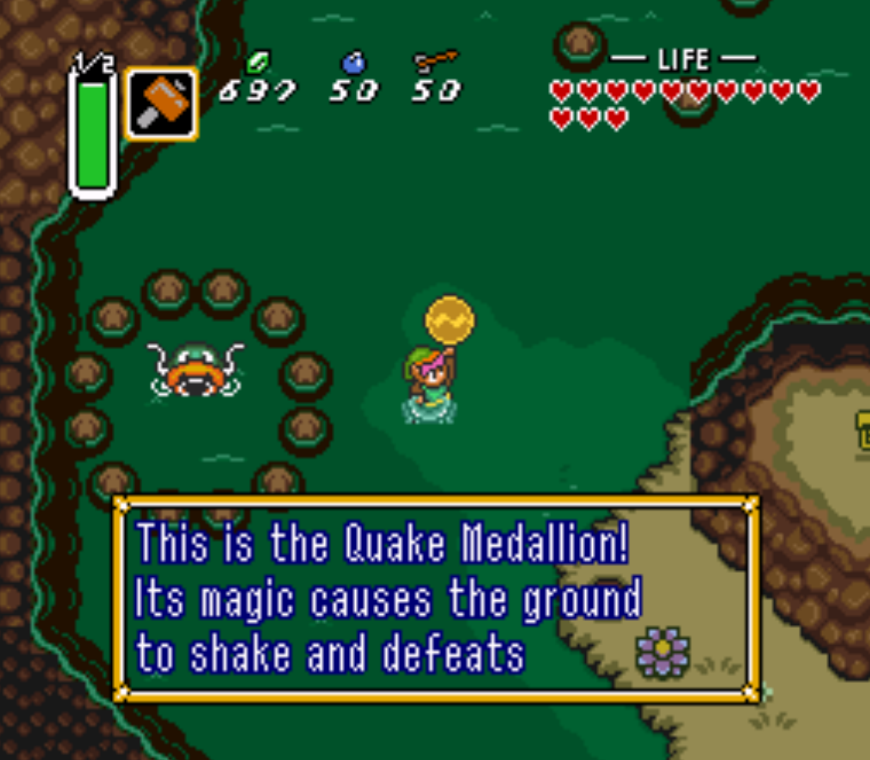 1/2
697 50 50
— LIFE —
This is the Quake Medallion!
Its magic causes the ground
to shake and defeats